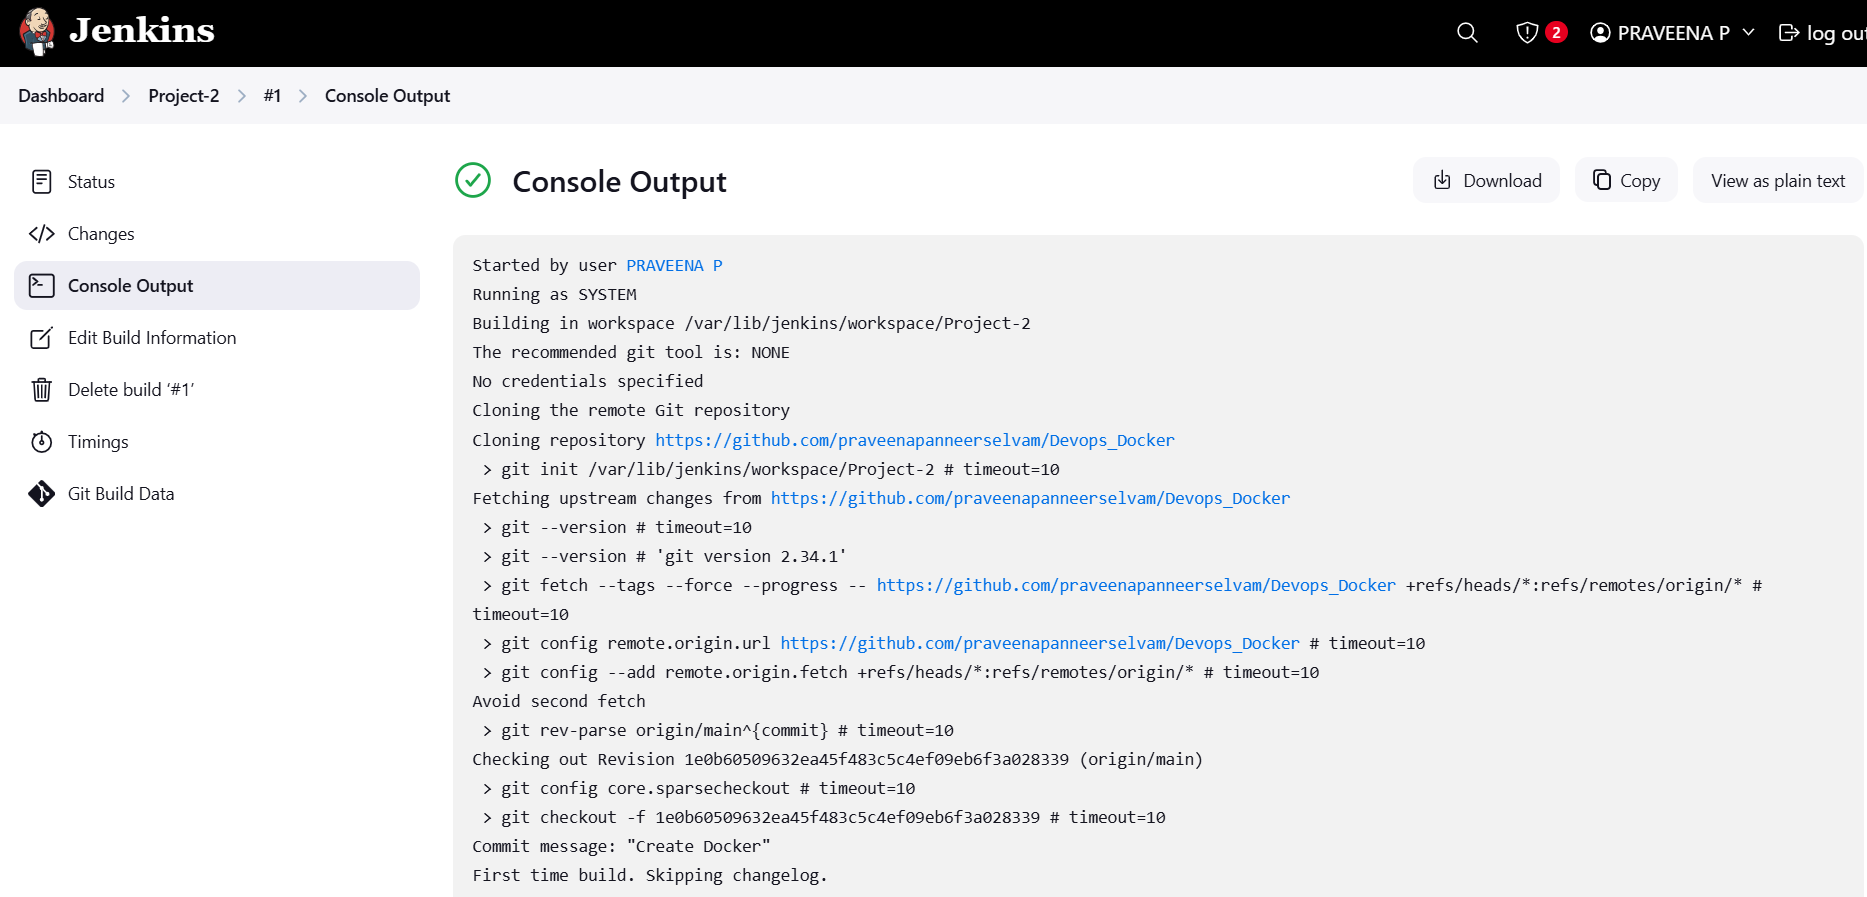 Jenkins
2
PRAVEENA P
log out
Dashboard > Project-2 > #1 > Console Output
Status
Changes
Console Output
Edit Build Information
Delete build ‘#1’
Timings
Git Build Data
Console Output
Download
Copy
View as plain text
Started by user PRAVEENA P
Running as SYSTEM
Building in workspace /var/lib/jenkins/workspace/Project-2
The recommended git tool is: NONE
No credentials specified
Cloning the remote Git repository
Cloning repository https://github.com/praveenapanneerselvam/Devops_Docker
> git init /var/lib/jenkins/workspace/Project-2 # timeout=10
Fetching upstream changes from https://github.com/praveenapanneerselvam/Devops_Docker
> git --version # timeout=10
> git --version # 'git version 2.34.1'
> git fetch --tags --force --progress -- https://github.com/praveenapanneerselvam/Devops_Docker +refs/heads/*:refs/remotes/origin/* #
timeout=10
> git config remote.origin.url https://github.com/praveenapanneerselvam/Devops_Docker # timeout=10
> git config --add remote.origin.fetch +refs/heads/*:refs/remotes/origin/* # timeout=10
Avoid second fetch
> git rev-parse origin/main^{commit} # timeout=10
Checking out Revision 1e0b60509632ea45f483c5c4ef09eb6f3a028339 (origin/main)
> git config core.sparsecheckout # timeout=10
> git checkout -f 1e0b60509632ea45f483c5c4ef09eb6f3a028339 # timeout=10
Commit message: "Create Docker"
First time build. Skipping changelog.